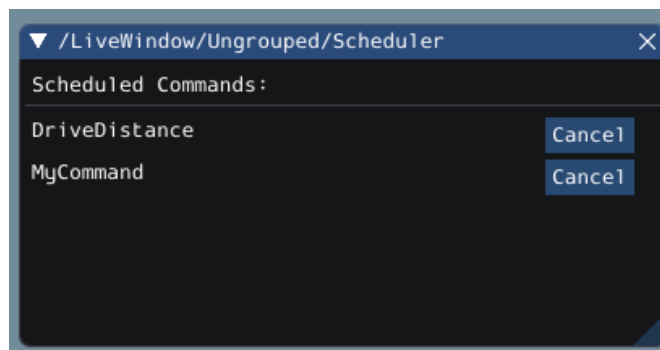 /LiveWindow/Ungrouped/Scheduler
Scheduled Commands:
DriveDistance Cancel
MyCommand Cancel